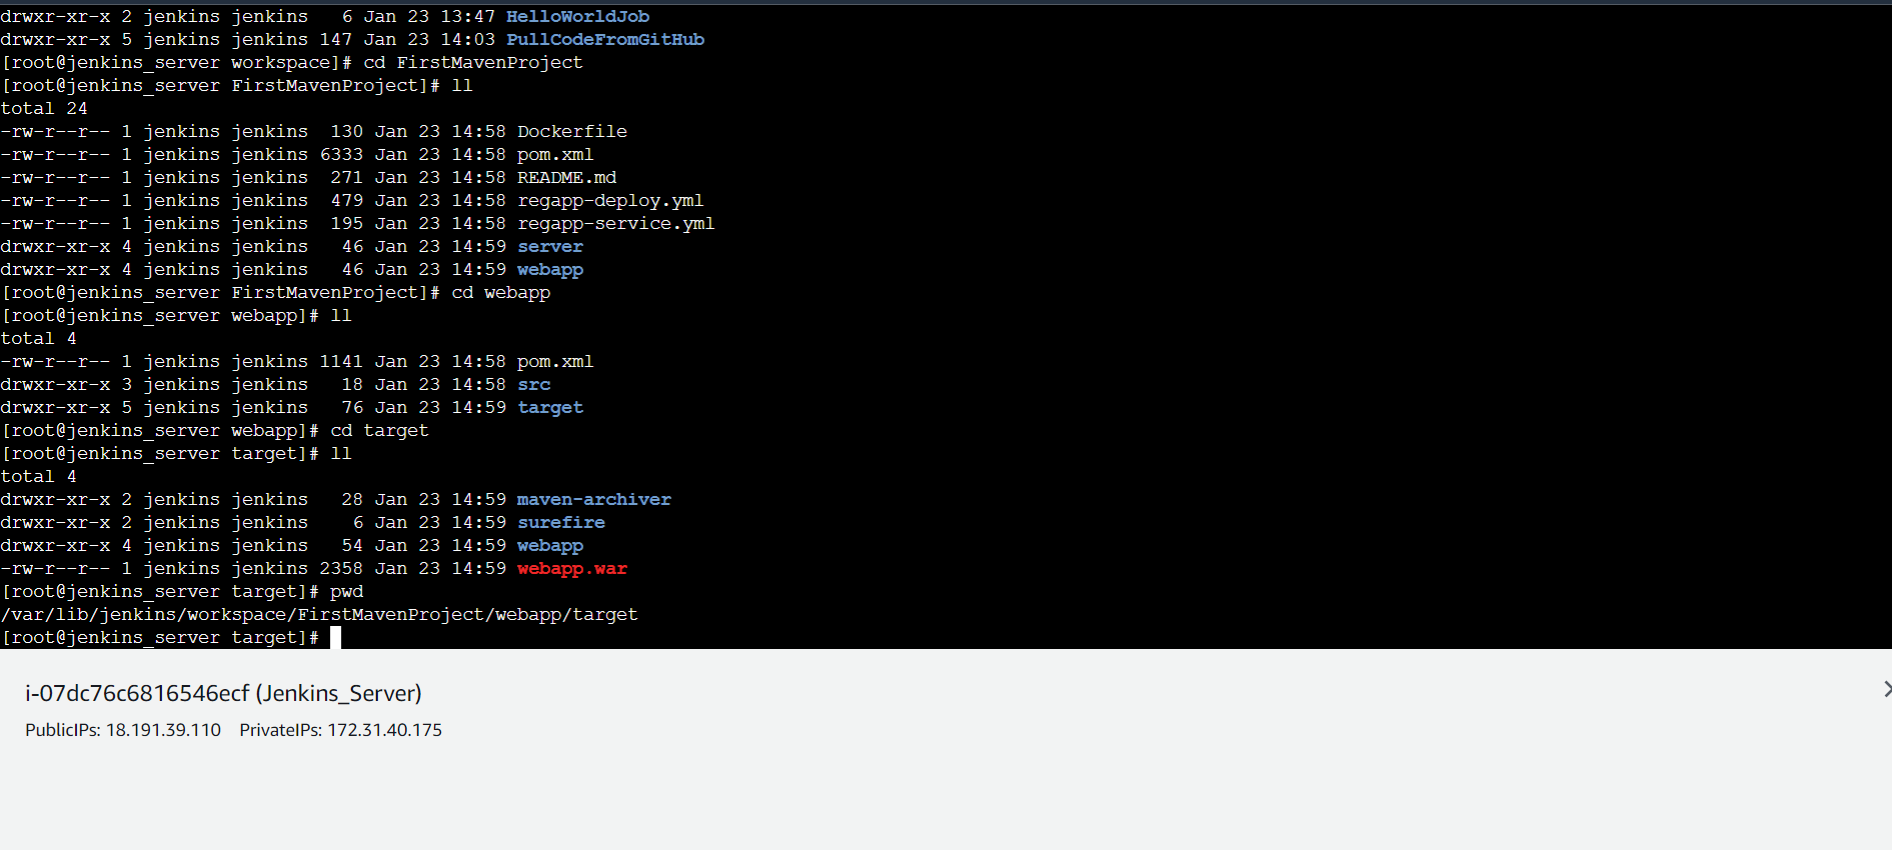 drwxr-xr-x 2 jenkins jenkins   6 Jan 23 13:47 HelloWorldJob
drwxr-xr-x 5 jenkins jenkins 147 Jan 23 14:03 PullCodeFromGitHub
[root@jenkins_server workspace]# cd FirstMavenProject
[root@jenkins_server FirstMavenProject]# ll
total 24
-rw-r--r-- 1 jenkins jenkins  130 Jan 23 14:58 Dockerfile
-rw-r--r-- 1 jenkins jenkins 6333 Jan 23 14:58 pom.xml
-rw-r--r-- 1 jenkins jenkins  271 Jan 23 14:58 README.md
-rw-r--r-- 1 jenkins jenkins  479 Jan 23 14:58 regapp-deploy.yml
-rw-r--r-- 1 jenkins jenkins  195 Jan 23 14:58 regapp-service.yml
drwxr-xr-x 4 jenkins jenkins   46 Jan 23 14:59 server
drwxr-xr-x 4 jenkins jenkins   46 Jan 23 14:59 webapp
[root@jenkins_server FirstMavenProject]# cd webapp
[root@jenkins_server webapp]# ll
total 4
-rw-r--r-- 1 jenkins jenkins 1141 Jan 23 14:58 pom.xml
drwxr-xr-x 3 jenkins jenkins   18 Jan 23 14:58 src
drwxr-xr-x 5 jenkins jenkins   76 Jan 23 14:59 target
[root@jenkins_server webapp]# cd target
[root@jenkins_server target]# ll
total 4
drwxr-xr-x 2 jenkins jenkins   28 Jan 23 14:59 maven-archiver
drwxr-xr-x 2 jenkins jenkins    6 Jan 23 14:59 surefire
drwxr-xr-x 4 jenkins jenkins   54 Jan 23 14:59 webapp
-rw-r--r-- 1 jenkins jenkins 2358 Jan 23 14:59 webapp.war
[root@jenkins_server target]# pwd
/var/lib/jenkins/workspace/FirstMavenProject/webapp/target
[root@jenkins_server target]#
i-07dc76c6816546ecf (Jenkins_Server)
PublicIPs: 18.191.39.110    PrivateIPs: 172.31.40.175